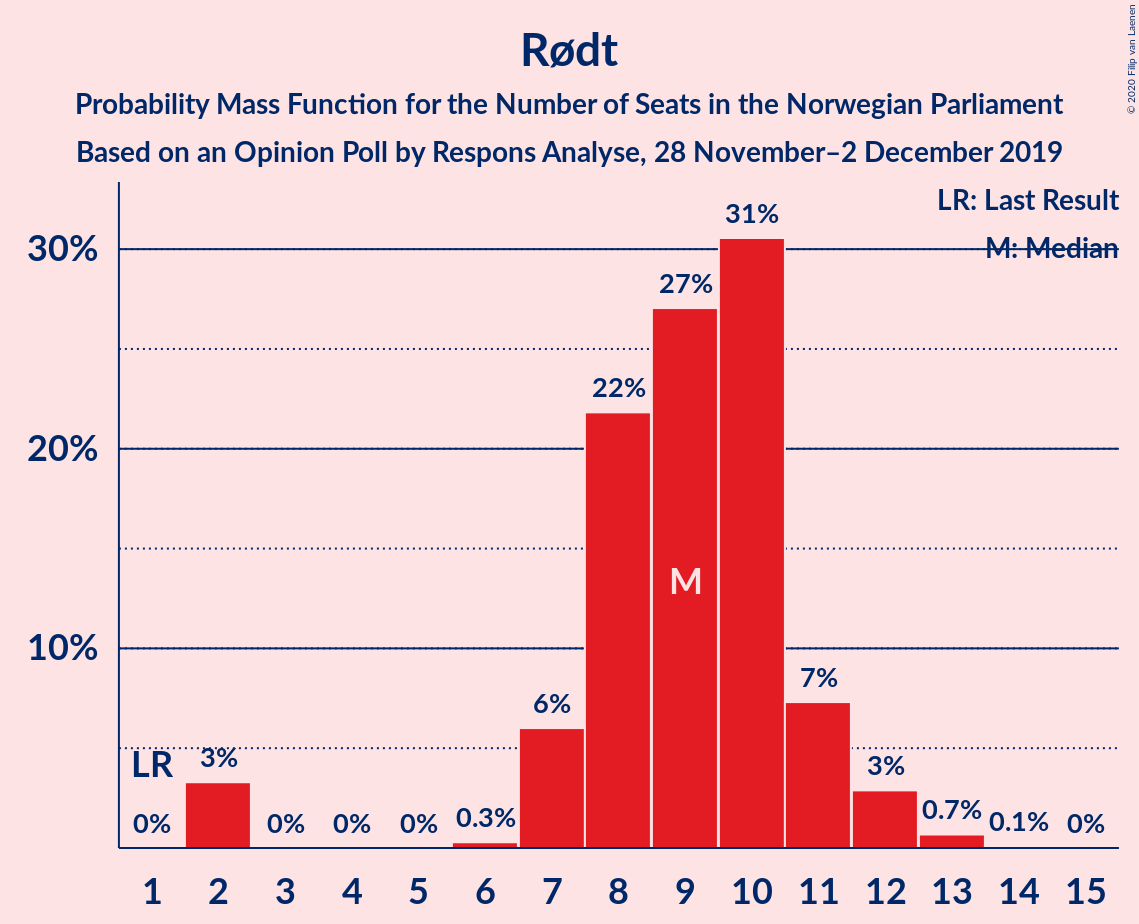 © 2020 Filip van Laenen
Rødt
Probability Mass Function for the Number of Seats in the Norwegian Parliament
Based on an Opinion Poll by Respons Analyse, 28 November–2 December 2019
LR: Last Result
M: Median
30%
20%
10%
LR
0%
3%
0%
0%
0%
0.3%
6%
22%
27%
M
31%
7%
3%
0.7%
0.1%
0%
1 2 3 4 5 6 7 8 9 10 11 12 13 14 15